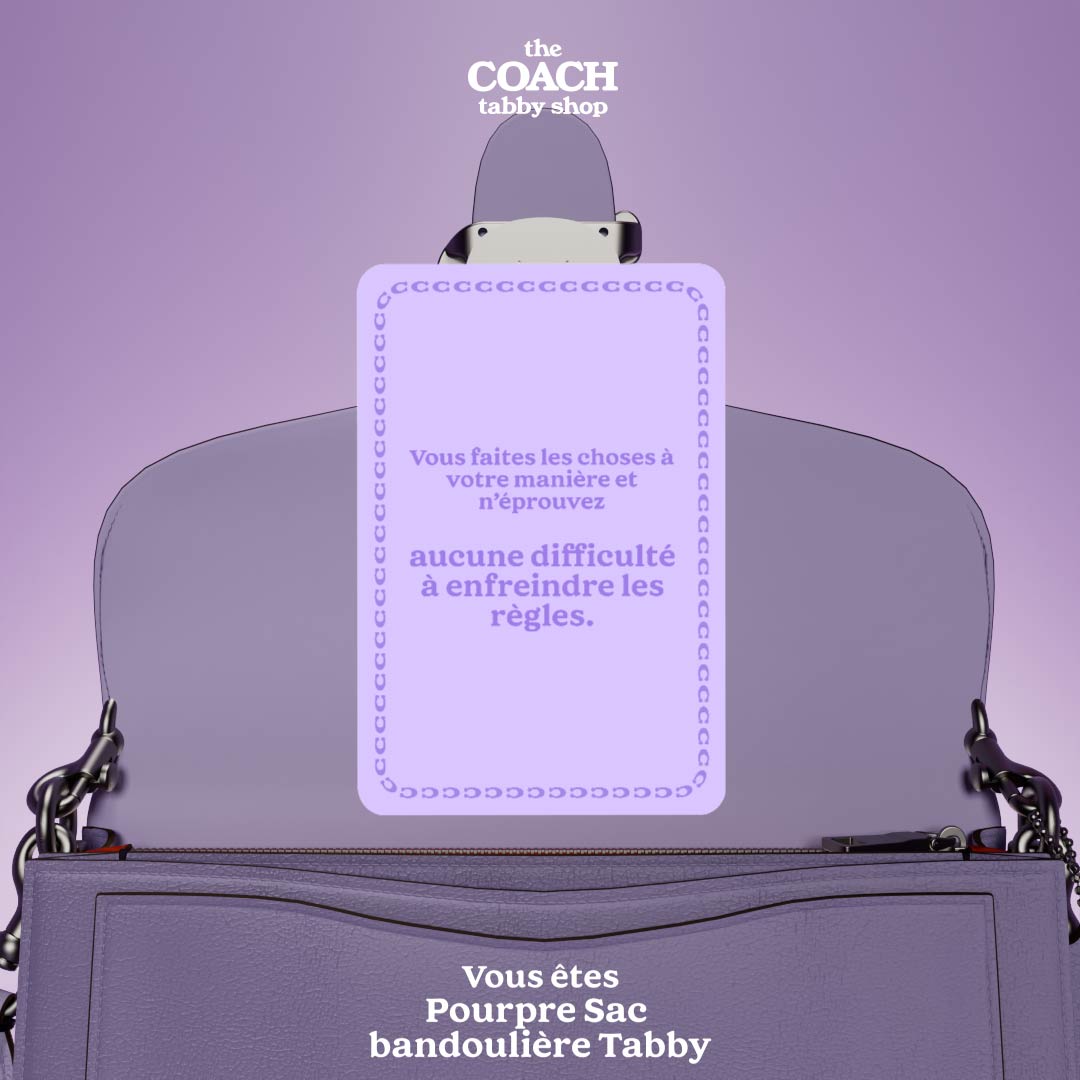 the
COACH
tabby shop
Vous faites les choses à
votre manière et
n’éprouvez
aucune difficulté
à enfreindre les
règles.
Vous êtes
Pourpre Sac
bandoulière Tabby